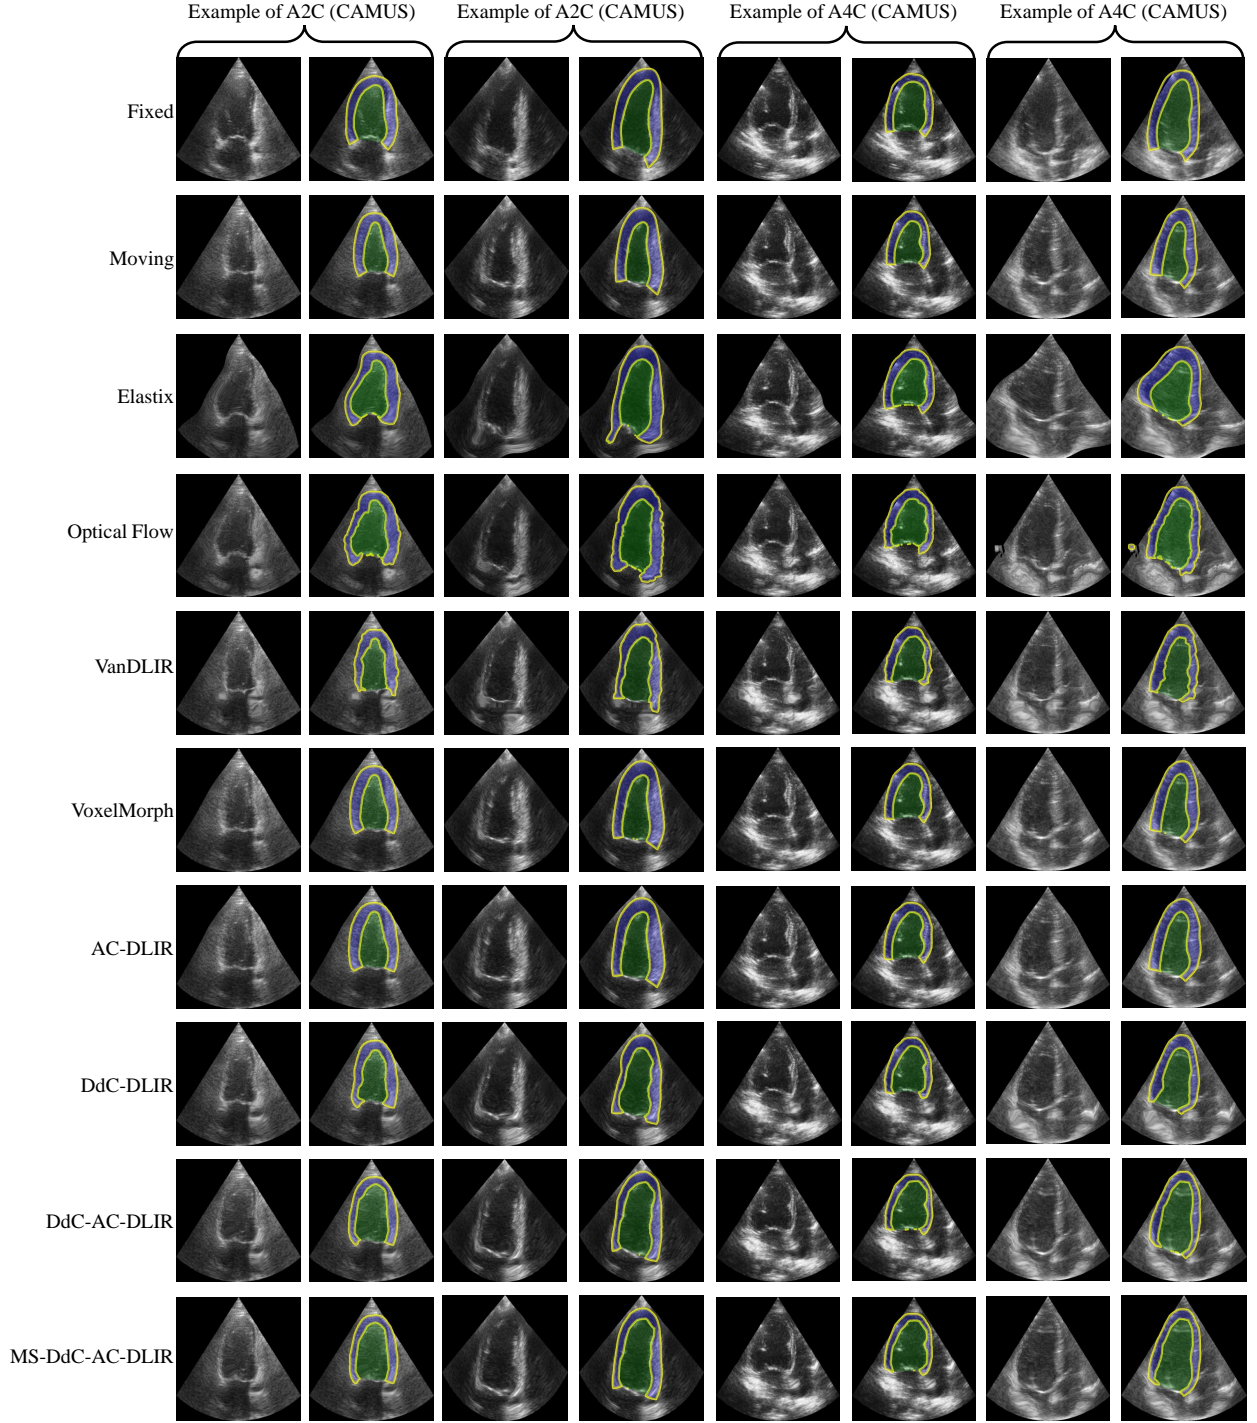 Example of A2C (CAMUS) Example of A2C (CAMUS) Example of A4C (CAMUS) Example of A4C (CAMUS)
Fixed
Moving
Elastix
Optical Flow
VanDLIR
VoxelMorph
AC-DLIR
DdC-DLIR
DdC-AC-DLIR
MS-DdC-AC-DLIR